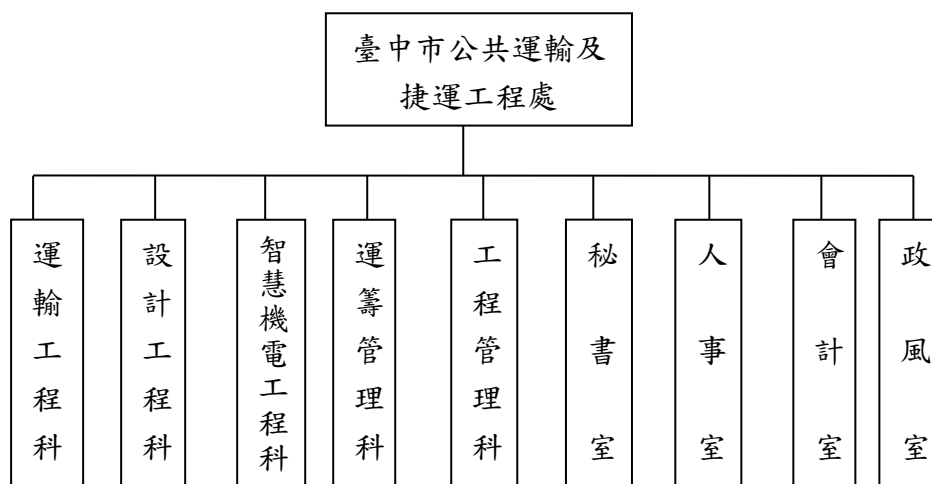 臺中市公共運輸及
捷運工程處
運輸工程科
設計工程科
智慧機電工程科
運籌管理科
工程管理科
秘書室
人事室
會計室
政風室